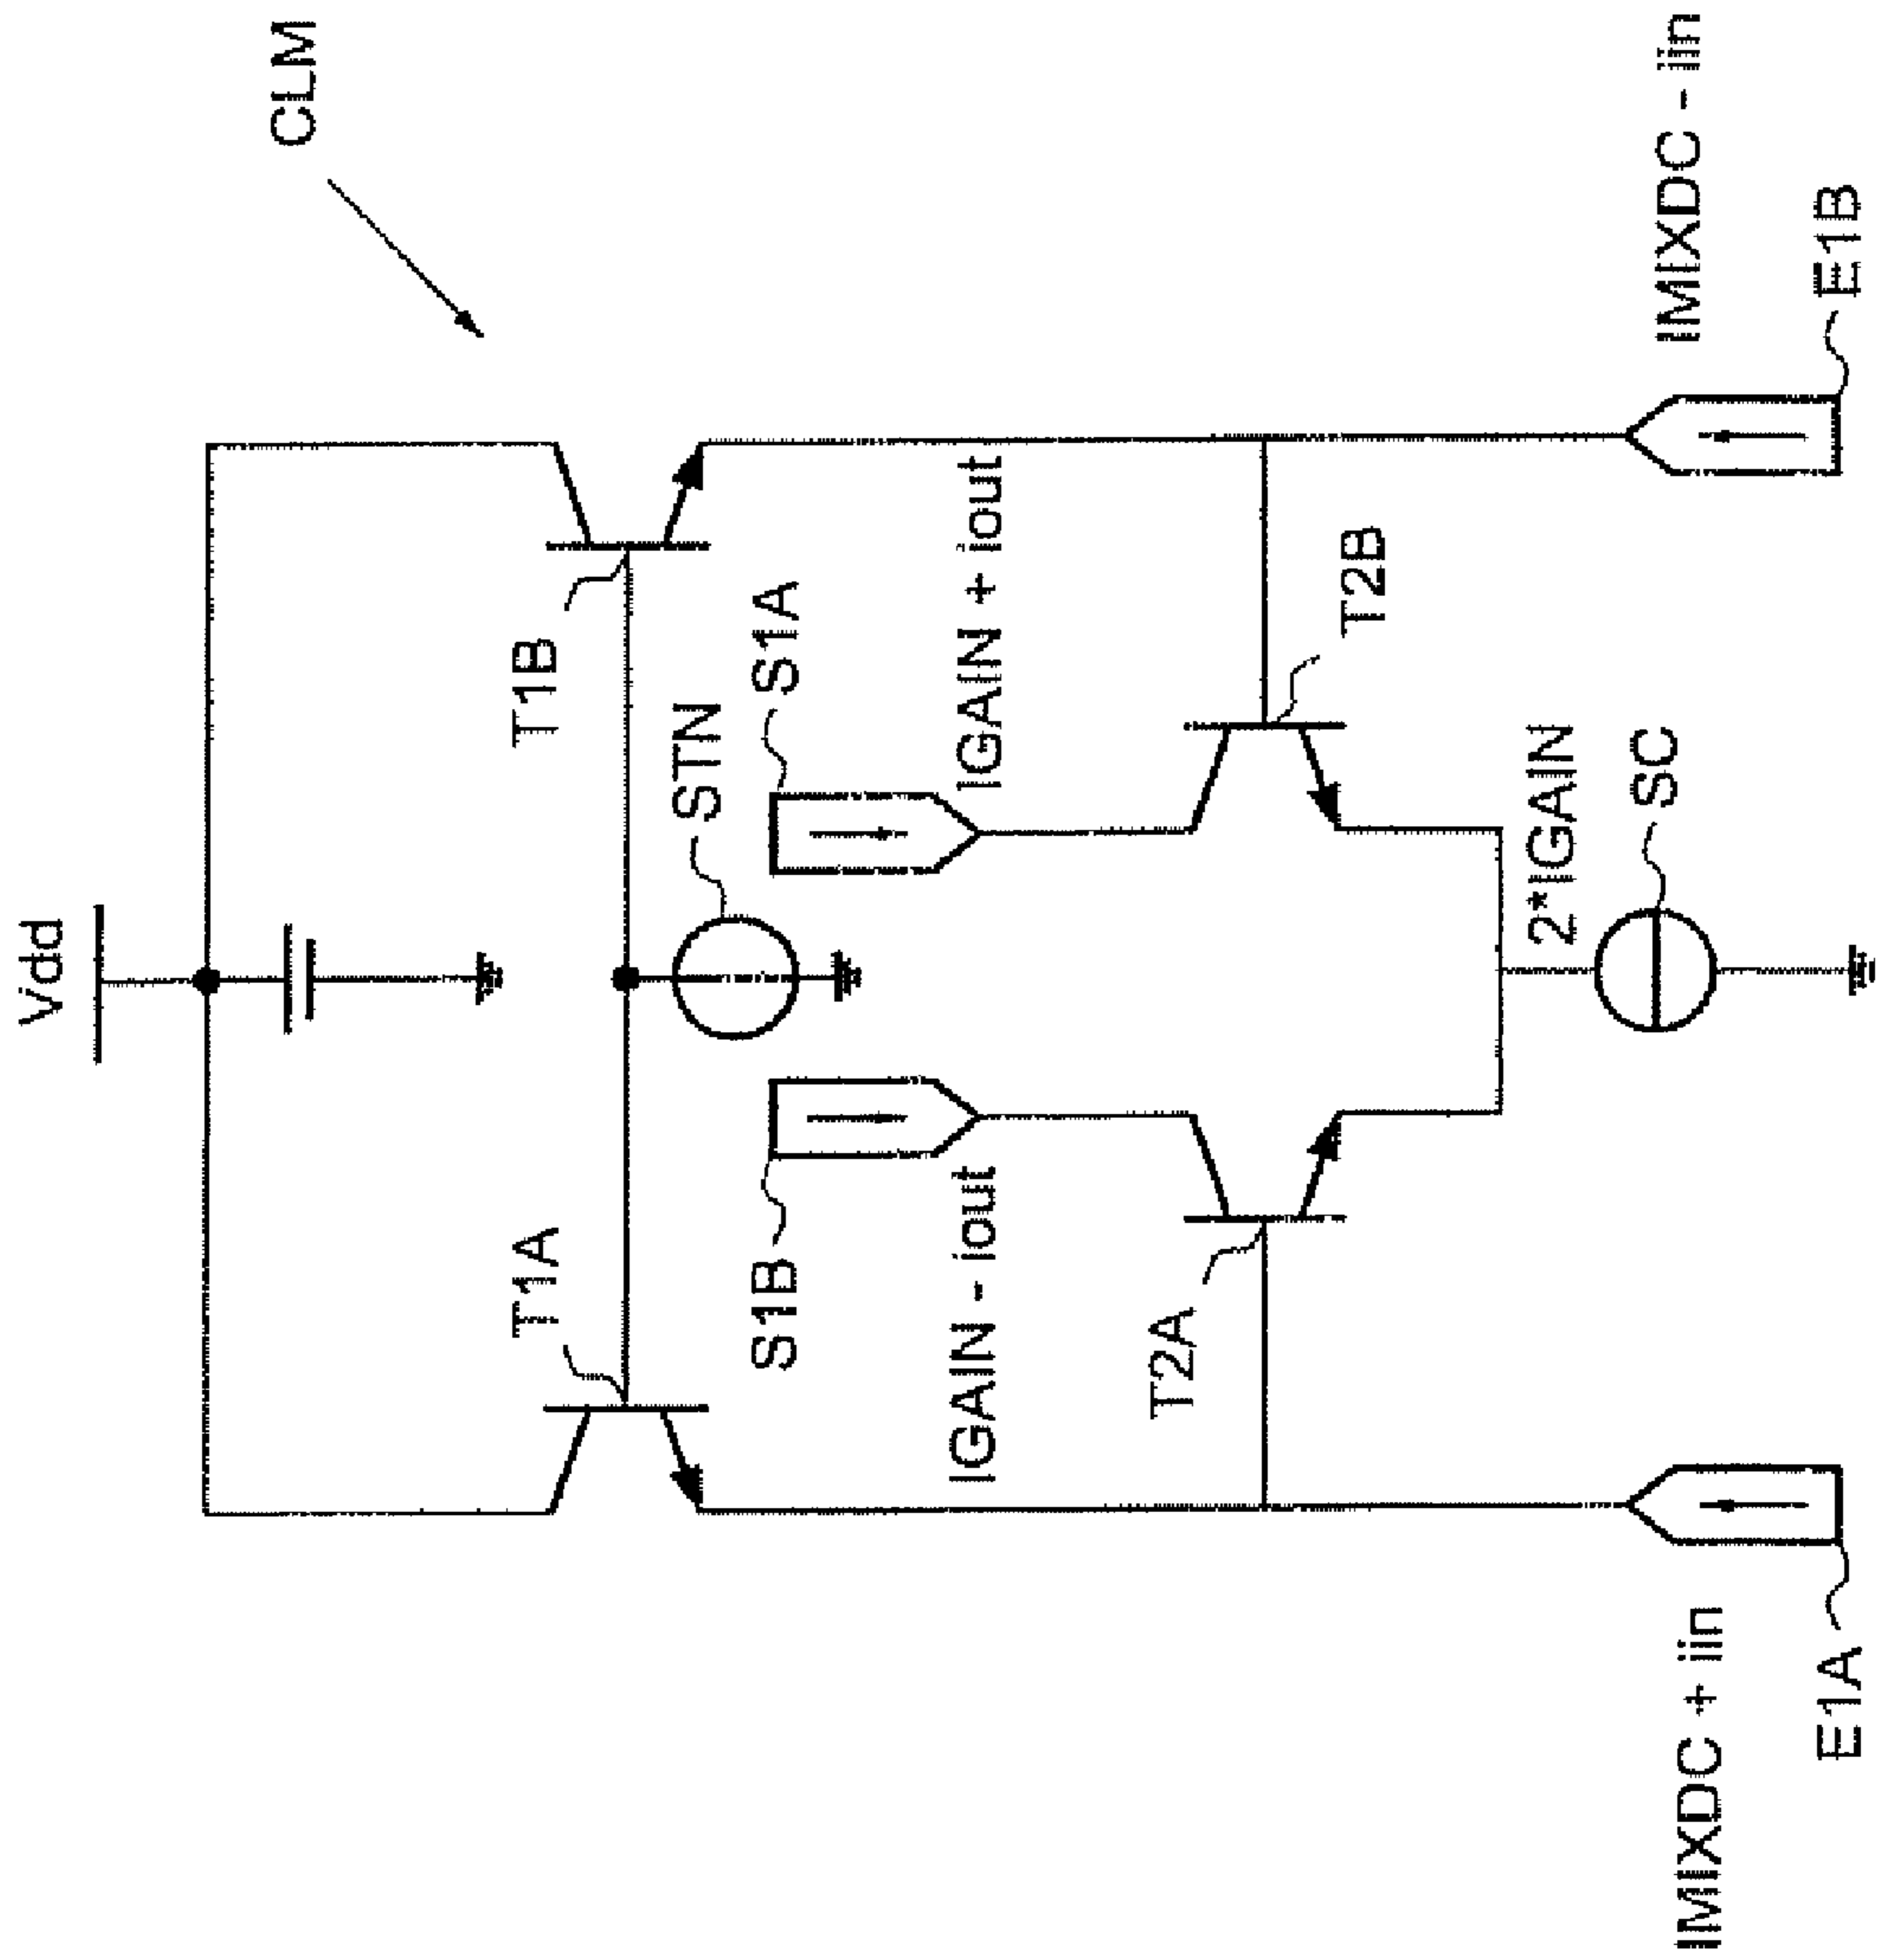 Vdd
CLM
T1A
T1B
STN
S1B
S1A
IGAIN - iout
IGAIN + iout
T2A
T2B
2*IGAIN
SC
IMIXDC + iin
IMIXDC - iin
E1A
E1B